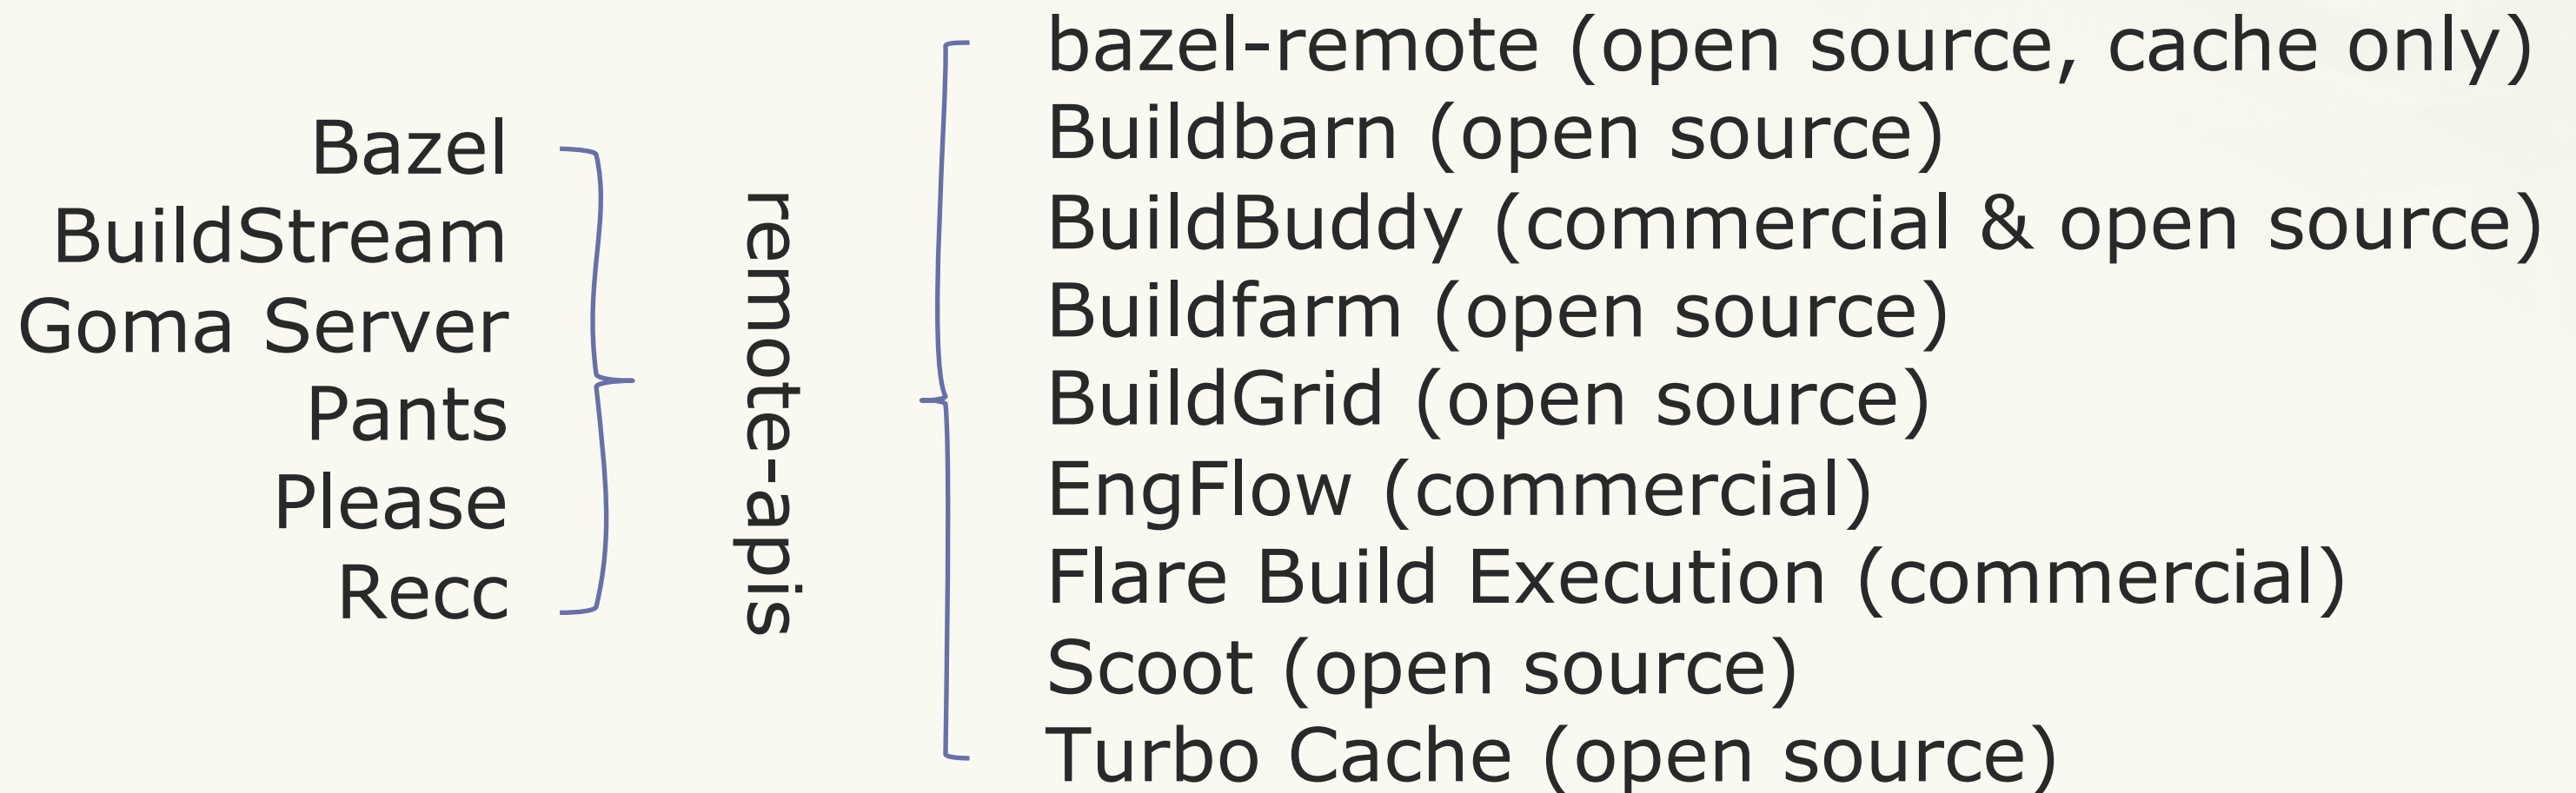 Bazel
BuildStream
Goma Server
Pants
Please
Recc
remote-apis
bazel-remote (open source, cache only)
Buildbarn (open source)
BuildBuddy (commercial & open source)
Buildfarm (open source)
BuildGrid (open source)
EngFlow (commercial)
Flare Build Execution (commercial)
Scoot (open source)
Turbo Cache (open source)